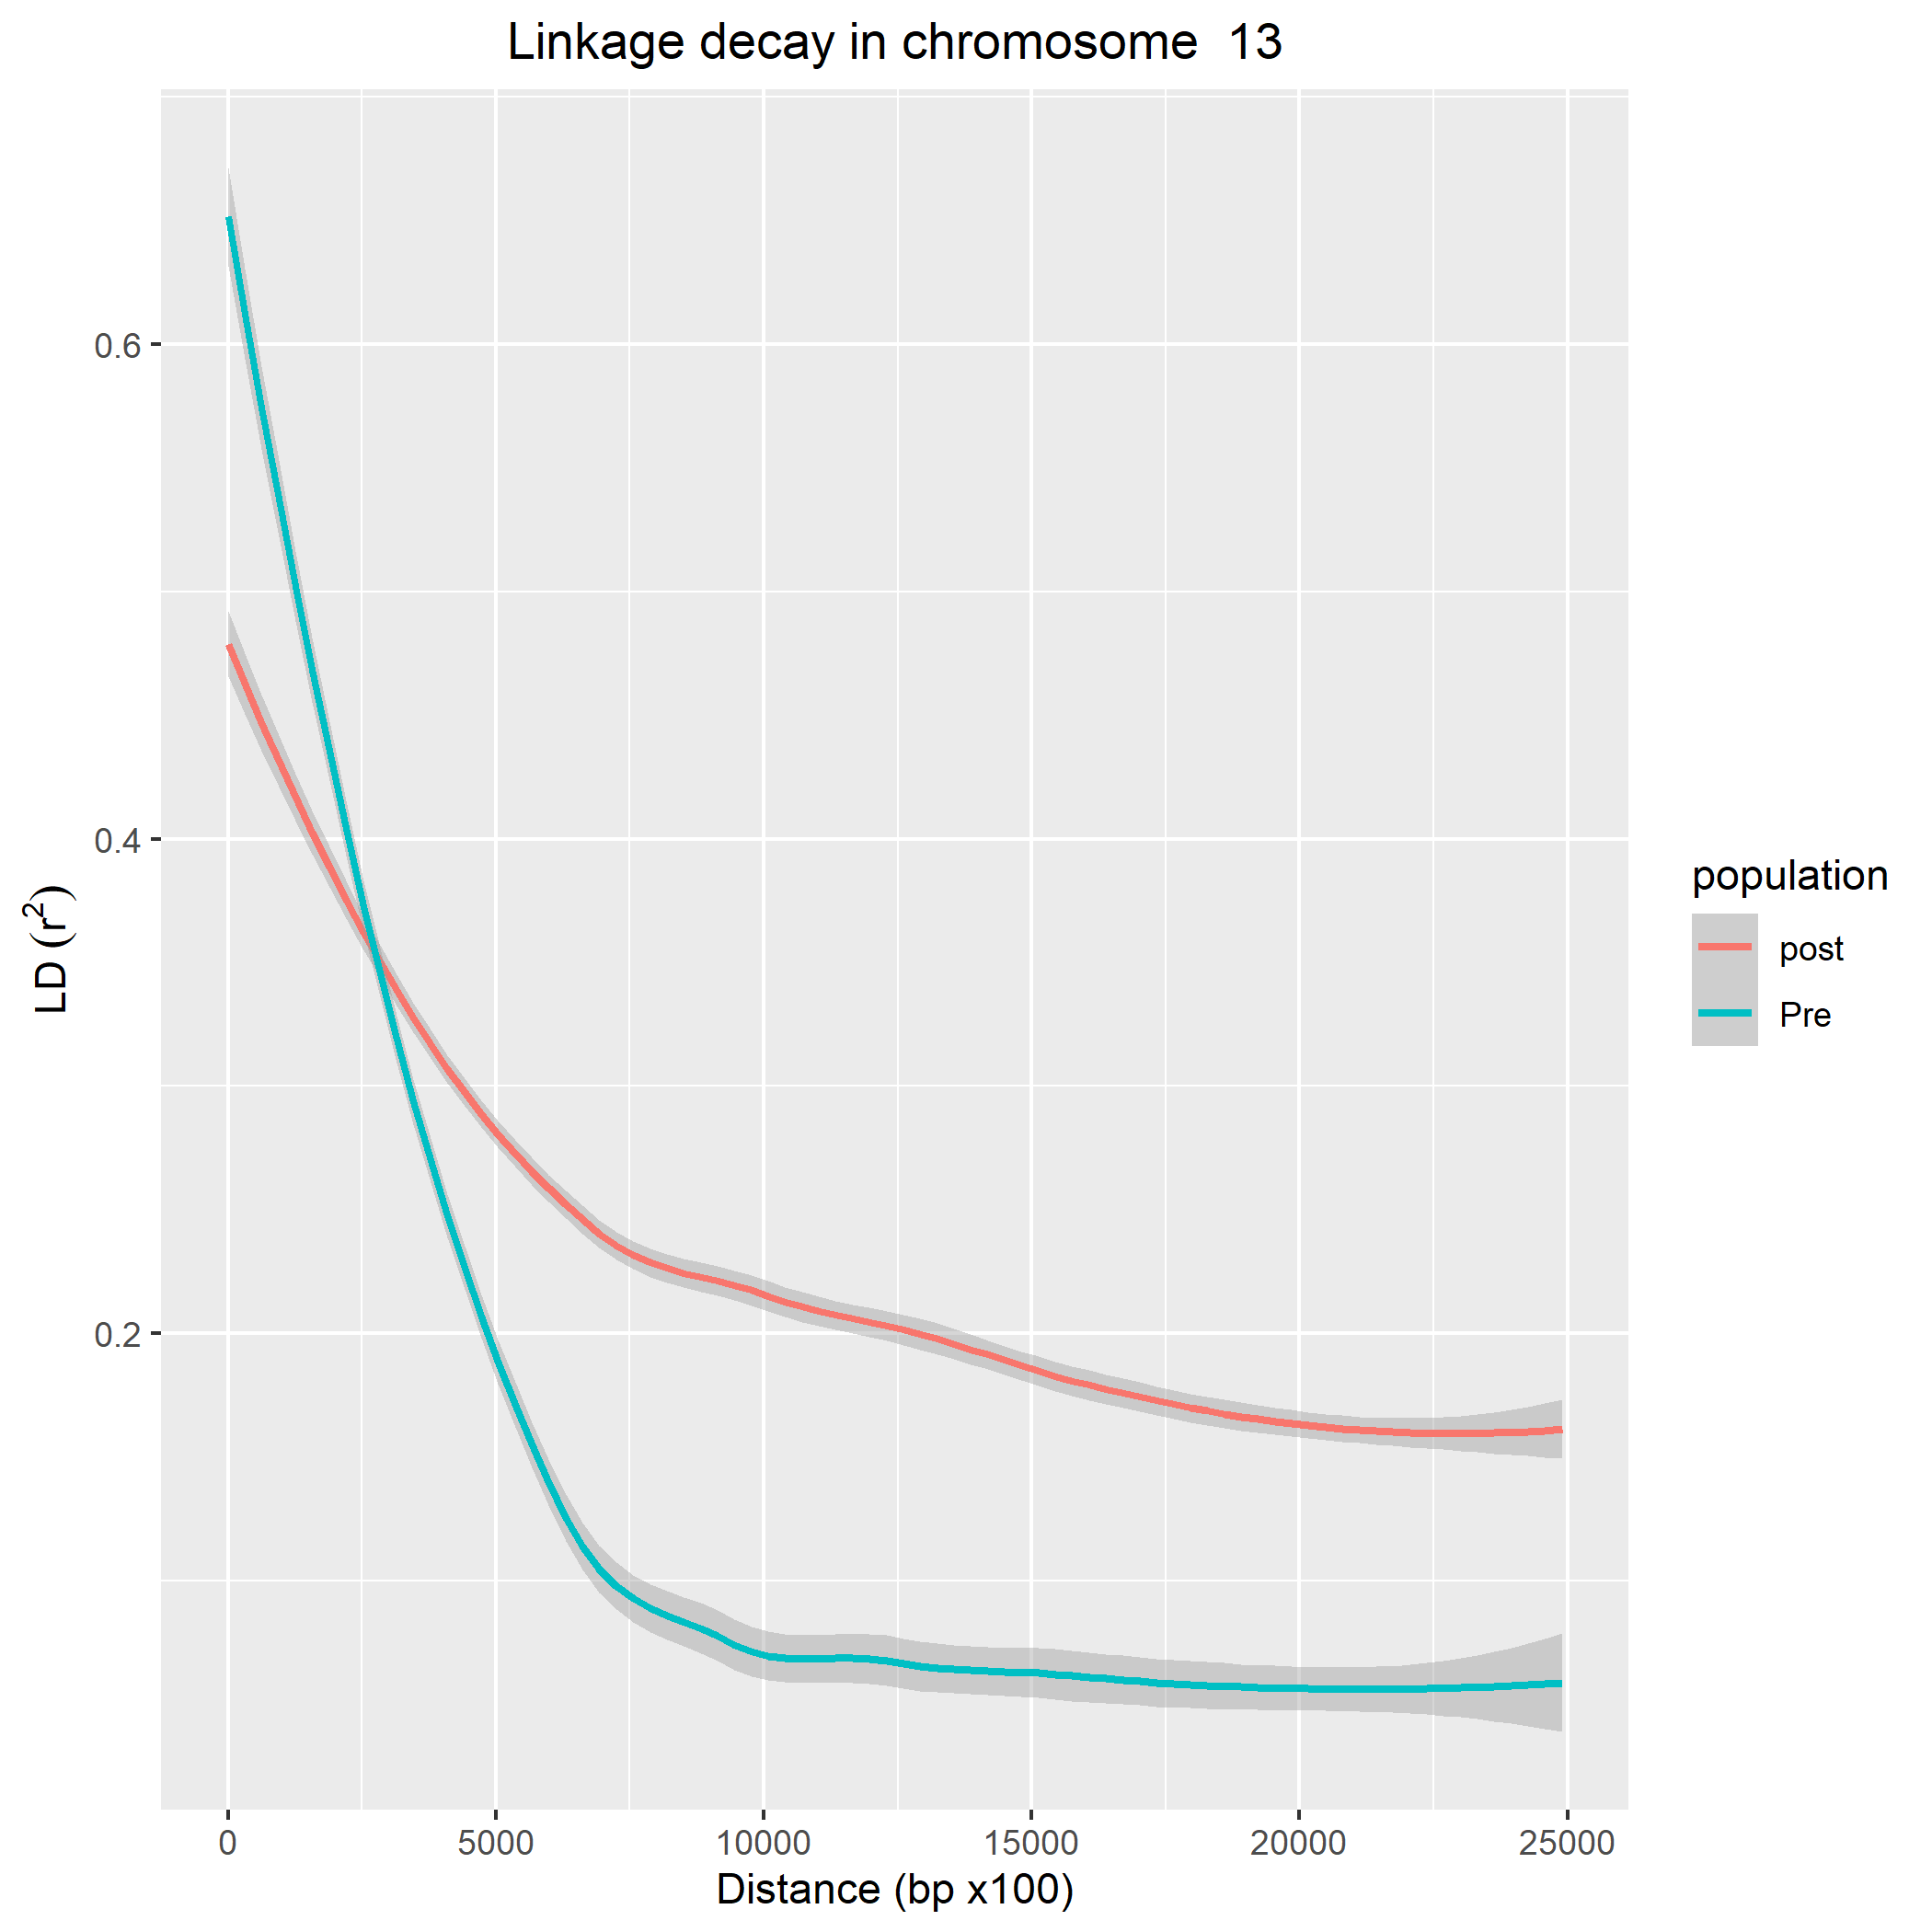 Linkage decay in chromosome  13
LD (r²)
0.6
0.4
0.2
0 5000 10000 15000 20000 25000
Distance (bp x100)
population
post
Pre